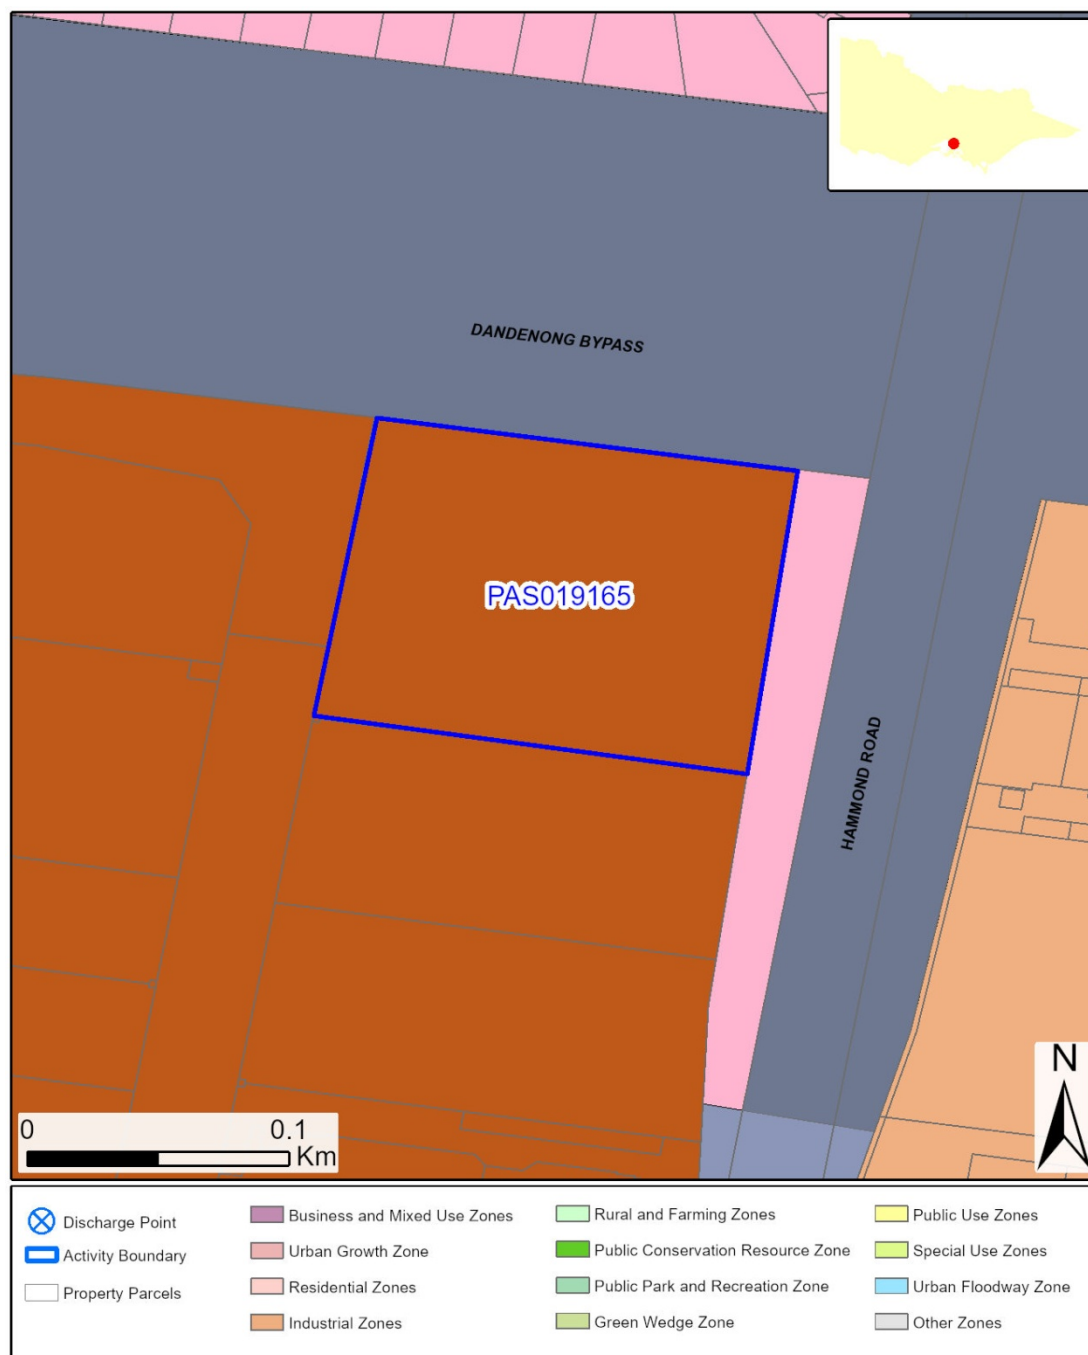 DANDENONG BYPASS
PAS019165
HAMMOND ROAD
N
0 0.1
Km
Discharge Point
Activity Boundary
Property Parcels
Business and Mixed Use Zones
Urban Growth Zone
Residential Zones
Industrial Zones
Rural and Farming Zones
Public Conservation Resource Zone
Public Park and Recreation Zone
Green Wedge Zone
Public Use Zones
Special Use Zones
Urban Floodway Zone
Other Zones